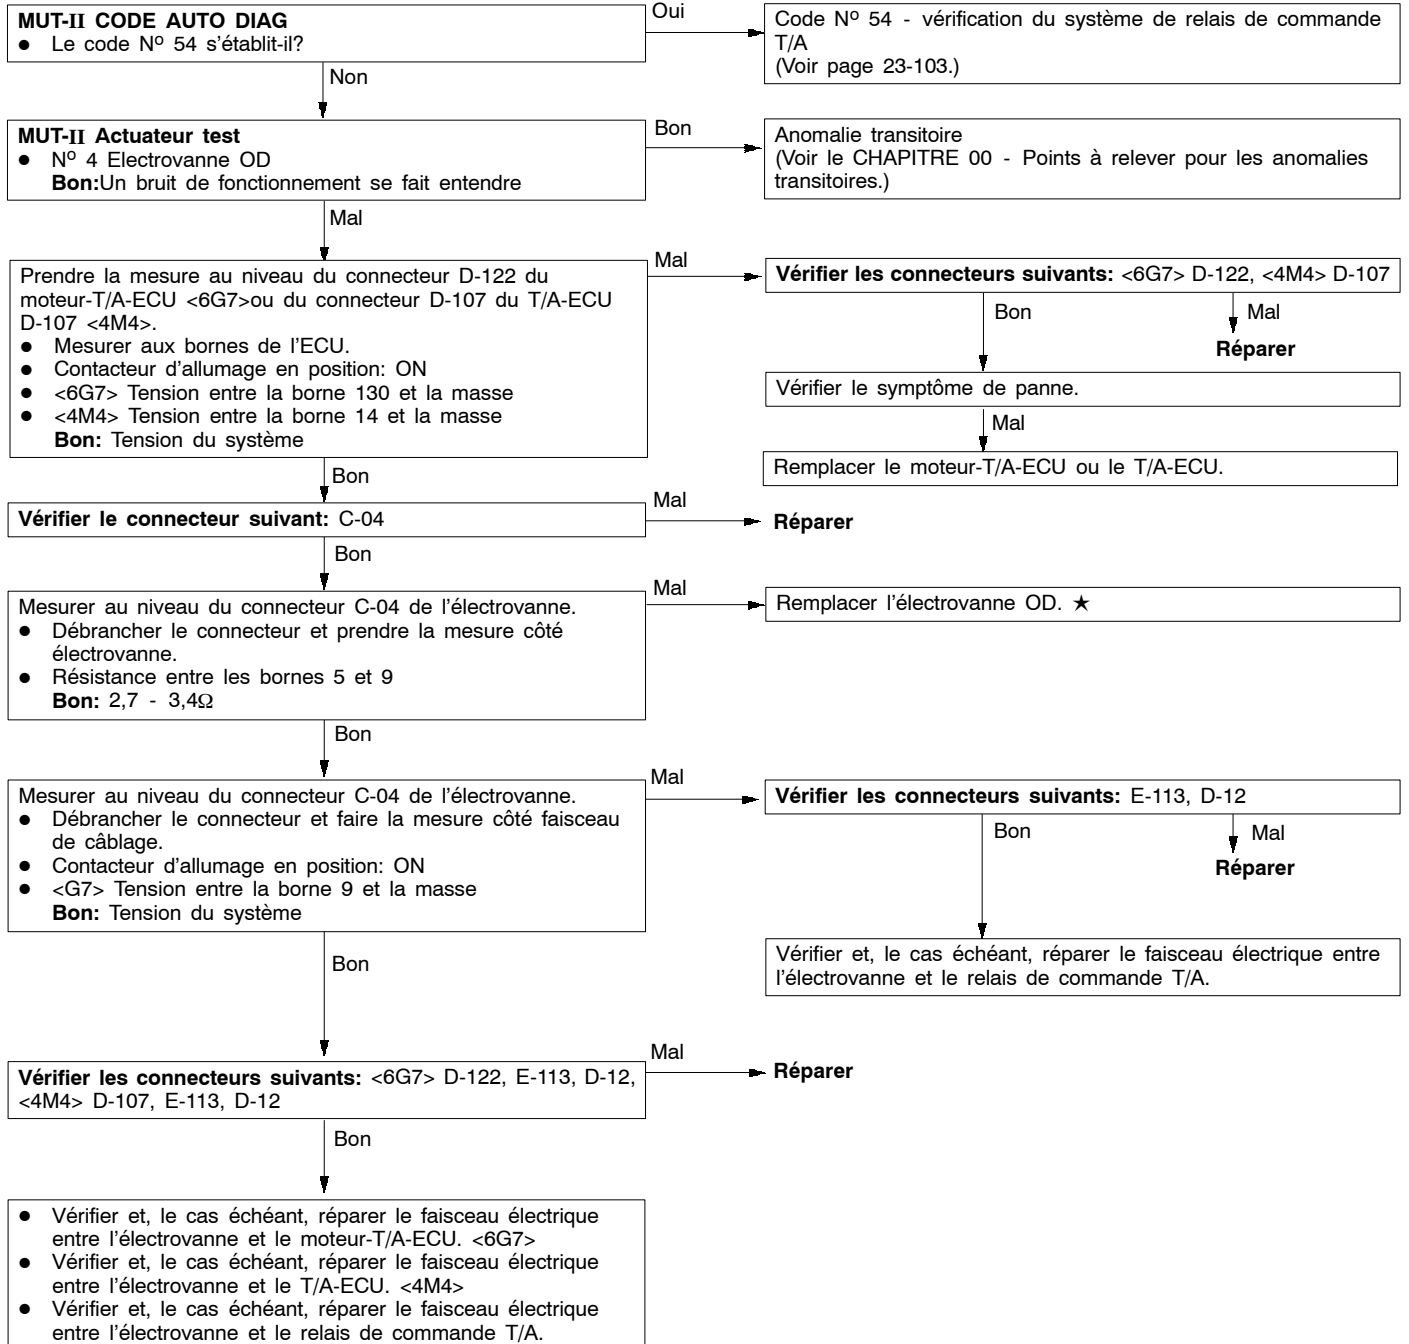 MUT-II CODE AUTO DIAG
● Le code Nº 54 s'établit-il?
Oui
Code Nº 54 - vérification du système de relais de commande
T/A
(Voir page 23-103.)
Non
MUT-II Actuateur test
● Nº 4 Electrovanne OD
Bon:Un bruit de fonctionnement se fait entendre
Bon
Anomalie transitoire
(Voir le CHAPITRE 00 - Points à relever pour les anomalies
transitoires.)
Mal
Prendre la mesure au niveau du connecteur D-122 du
moteur-T/A-ECU <6G7>ou du connecteur D-107 du T/A-ECU
D-107 <4M4>.
● Mesurer aux bornes de l'ECU.
● Contacteur d'allumage en position: ON
● <6G7> Tension entre la borne 130 et la masse
● <4M4> Tension entre la borne 14 et la masse
Bon: Tension du système
Mal
Vérifier les connecteurs suivants: <6G7> D-122, <4M4> D-107
Bon
Mal
Réparer
Vérifier le symptôme de panne.
Mal
Remplacer le moteur-T/A-ECU ou le T/A-ECU.
Bon
Vérifier le connecteur suivant: C-04
Mal
Réparer
Bon
Mesurer au niveau du connecteur C-04 de l'électrovanne.
● Débrancher le connecteur et prendre la mesure côté
électrovanne.
● Résistance entre les bornes 5 et 9
Bon: 2,7 - 3,4Ω
Mal
Remplacer l'électrovanne OD. ★
Bon
Mesurer au niveau du connecteur C-04 de l'électrovanne.
● Débrancher le connecteur et faire la mesure côté faisceau
de câblage.
● Contacteur d'allumage en position: ON
● <G7> Tension entre la borne 9 et la masse
Bon: Tension du système
Mal
Vérifier les connecteurs suivants: E-113, D-12
Bon
Mal
Réparer
Vérifier et, le cas échéant, réparer le faisceau électrique entre
l'électrovanne et le relais de commande T/A.
Bon
Vérifier les connecteurs suivants: <6G7> D-122, E-113, D-12,
<4M4> D-107, E-113, D-12
Mal
Réparer
Bon
● Vérifier et, le cas échéant, réparer le faisceau électrique
entre l'électrovanne et le moteur-T/A-ECU. <6G7>
● Vérifier et, le cas échéant, réparer le faisceau électrique
entre l'électrovanne et le T/A-ECU. <4M4>
● Vérifier et, le cas échéant, réparer le faisceau électrique
entre l'électrovanne et le relais de commande T/A.